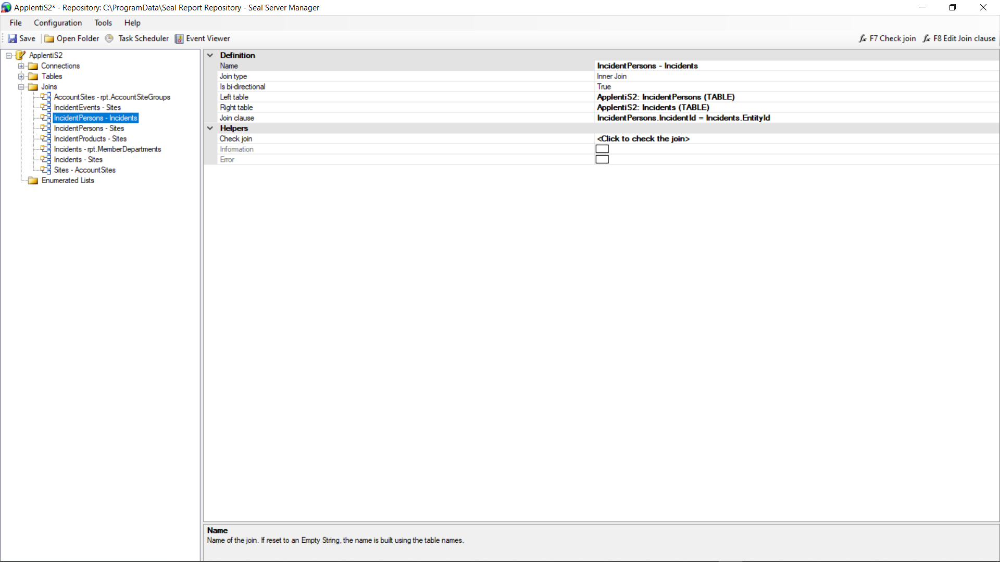 ApplentiS2* - Repository: C:\ProgramData\Seal Report Repository - Seal Server Manager
File Configuration Tools Help
Save Open Folder Task Scheduler Event Viewer fx F7 Check join fx F8 Edit Join clause
ApplentiS2
Connections
Tables
Joins
AccountSites - rpt.AccountSiteGroups
IncidentEvents - Sites
IncidentPersons - Incidents
IncidentPersons - Sites
IncidentProducts - Sites
Incidents - rpt.MemberDepartments
Incidents - Sites
Sites - AccountSites
Enumerated Lists
Definition
Name IncidentPersons - Incidents
Join type Inner Join
Is bi-directional True
Left table ApplentiS2: IncidentPersons (TABLE)
Right table ApplentiS2: Incidents (TABLE)
Join clause IncidentPersons.IncidentId = Incidents.EntityId
Helpers
Check join <Click to check the join>
Information
Error
Name
Name of the join. If reset to an Empty String, the name is built using the table names.